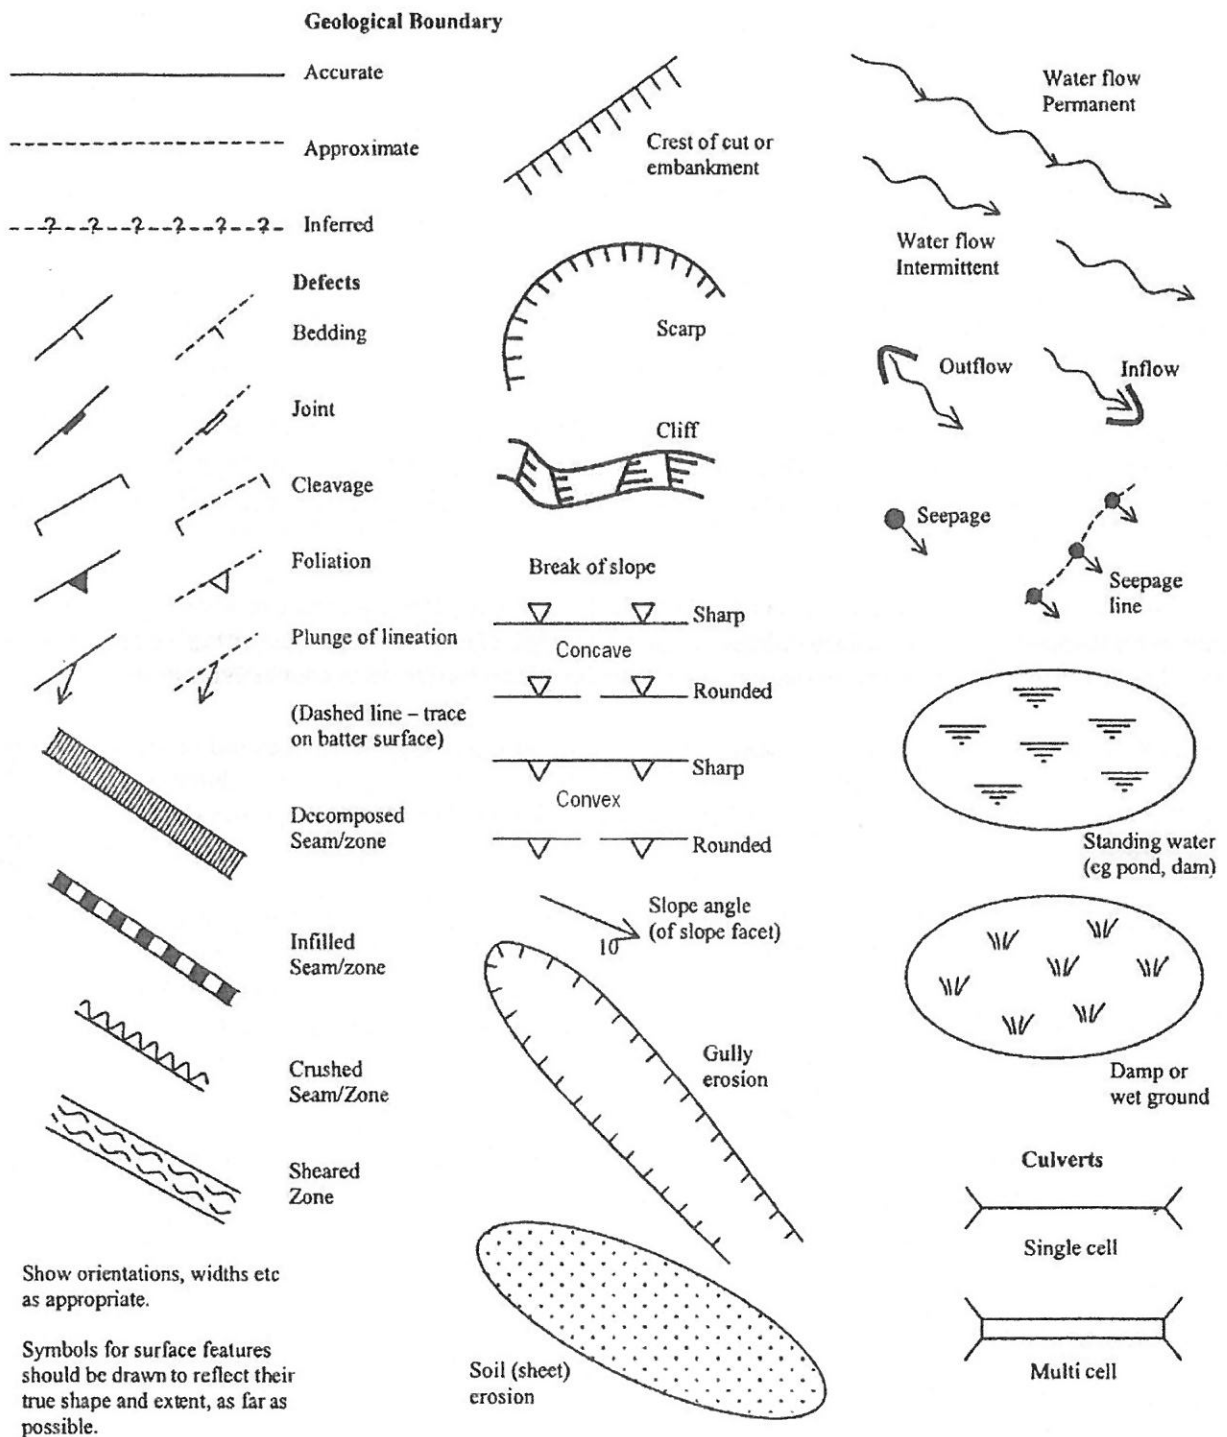 Geological Boundary
Accurate
Approximate
? ? ? ? ? ?
Inferred
Defects
Bedding
Joint
Cleavage
Foliation
Plunge of lineation
(Dashed line – trace
on batter surface)
Decomposed
Seam/zone
Infilled
Seam/zone
Crushed
Seam/Zone
Sheared
Zone
Show orientations, widths etc
as appropriate.
Symbols for surface features
should be drawn to reflect their
true shape and extent, as far as
possible.
Crest of cut or
embankment
Scarp
Cliff
Break of slope
Sharp
Concave
Rounded
Sharp
Convex
Rounded
Slope angle
(of slope facet)
10
Gully
erosion
Soil (sheet)
erosion
Water flow
Permanent
Water flow
Intermittent
Outflow
Inflow
Seepage
Seepage
line
Standing water
(eg pond, dam)
Damp or
wet ground
Culverts
Single cell
Multi cell